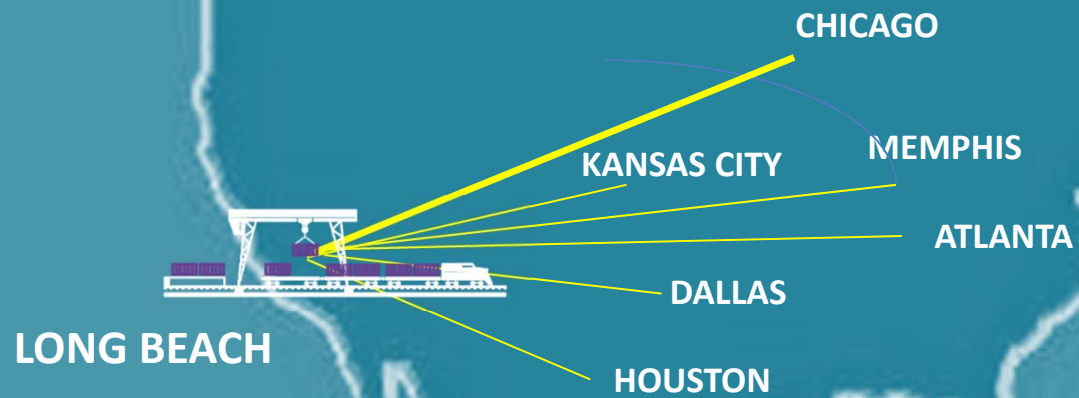 CHICAGO
MEMPHIS
KANSAS CITY
ATLANTA
DALLAS
LONG BEACH
HOUSTON